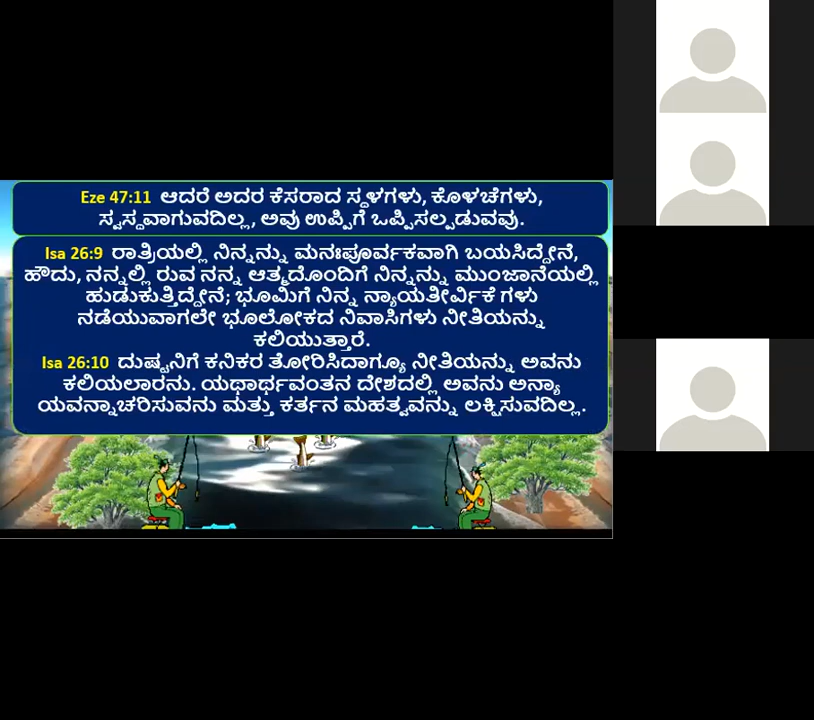 Eze 47:11 ಆದರೆ ಅದರ ಕೆಸರಾದ ಸ್ಥಳಗಳು, ಕೊಳಚೆಗಳು,
ಸ್ವಸ್ಥವಾಗುವದಿಲ್ಲ, ಅವು ಉಪ್ಪಿಗೆ ಒಪ್ಪಿಸಲ್ಪಡುವವು.
Isa 26:9 ರಾತ್ರಿಯಲ್ಲಿ ನಿನ್ನನ್ನು ಮನಃಪೂರ್ವಕವಾಗಿ ಬಯಸಿದ್ದೇನೆ,
ಹೌದು, ನನ್ನಲ್ಲಿ ರುವ ನನ್ನ ಆತ್ಮದೊಂದಿಗೆ ನಿನ್ನನ್ನು ಮುಂಜಾನೆಯಲ್ಲಿ
ಹುಡುಕುತ್ತಿದ್ದೇನೆ; ಭೂಮಿಗೆ ನಿನ್ನ ನ್ಯಾಯತೀರ್ವಿಕೆ ಗಳು
ನಡೆಯುವಾಗಲೇ ಭೂಲೋಕದ ನಿವಾಸಿಗಳು ನೀತಿಯನ್ನು
ಕಲಿಯುತ್ತಾರೆ.
Isa 26:10 ದುಷ್ಟನಿಗೆ ಕನಿಕರ ತೋರಿಸಿದಾಗ್ಯೂ ನೀತಿಯನ್ನು ಅವನು
ಕಲಿಯಲಾರನು. ಯಥಾರ್ಥವಂತನ ದೇಶದಲ್ಲಿ ಅವನು ಅನ್ಯಾ
ಯವನ್ನಾಚರಿಸುವನು ಮತ್ತು ಕರ್ತನ ಮಹತ್ವವನ್ನು ಲಕ್ಷಿಸುವದಿಲ್ಲ.